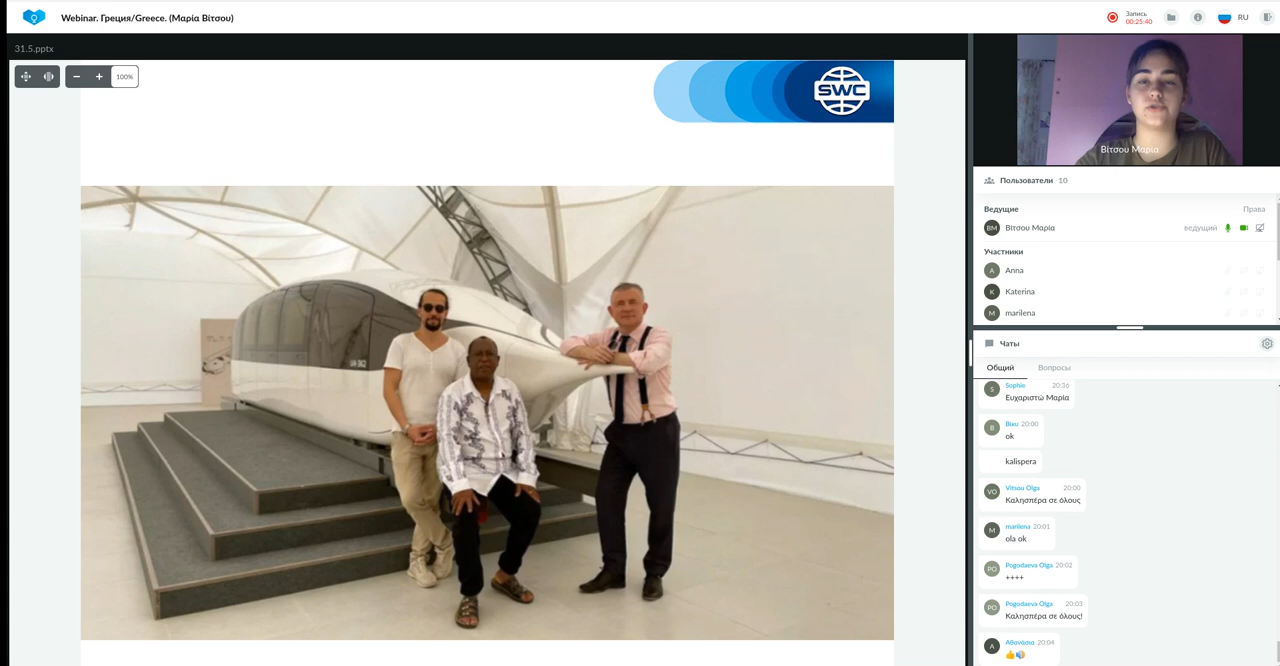 Webinar. Греция/Greece. (Μαρία Βίτσου)
Запись
00:25:40
RU
31.5.pptx
100%
SWC
Βίτσου Μαρία
Пользователи 10
Ведущие
Права
ΒΜ
Βίτσου Μαρία
ведущий
Участники
A
Anna
K
Katerina
M
marilena
Чаты
Общий
Вопросы
S
Sophie 20:36
Ευχαριστώ Μαρία
B
Bixu 20:00
ok
kalispera
VO
Vitsou Olga 20:00
Καλησπέρα σε όλους
M
marilena 20:01
ola ok
PO
Pogodaeva Olga 20:02
++++
PO
Pogodaeva Olga 20:03
Καλησπέρα σε όλους!
Α
Αθανάσια 20:04
👍